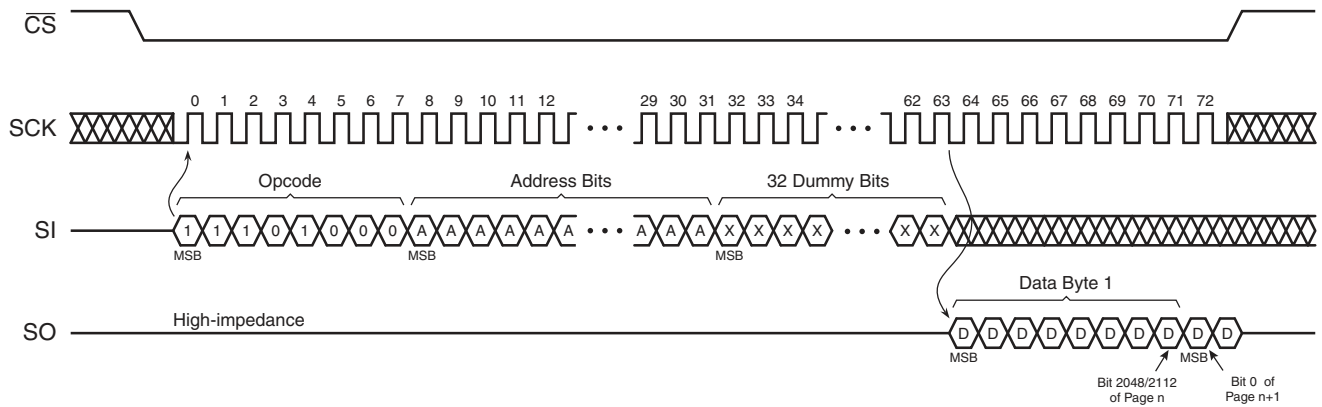 CS
0 1 2 3 4 5 6 7 8 9 10 11 12 29 30 31 32 33 34 62 63 64 65 66 67 68 69 70 71 72
SCK
Opcode Address Bits 32 Dummy Bits
SI 1 1 1 0 1 0 0 0 A A A A A A A A A X X X X X X
MSB MSB MSB
Data Byte 1
SO High-impedance D D D D D D D D D D
MSB MSB
Bit 2048/2112
of Page n
Bit 0 of
Page n+1